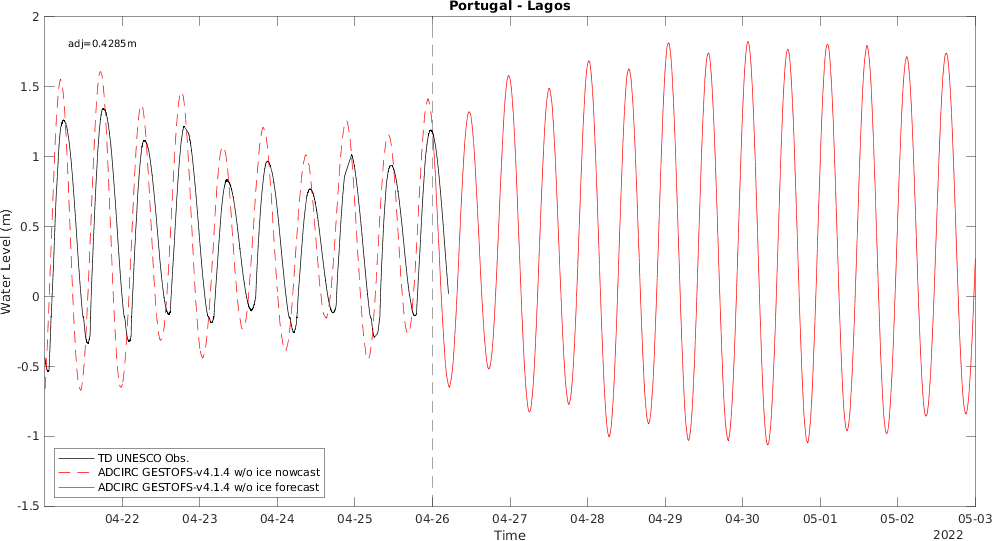 Portugal - Lagos
adj=0.4285m
2
1.5
1
0.5
0
-0.5
-1
-1.5
Water Level (m)
TD UNESCO Obs.
ADCIRC GESTOFS-v4.1.4 w/o ice nowcast
ADCIRC GESTOFS-v4.1.4 w/o ice forecast
04-22 04-23 04-24 04-25 04-26 04-27 04-28 04-29 04-30 05-01 05-02 05-03
Time
2022